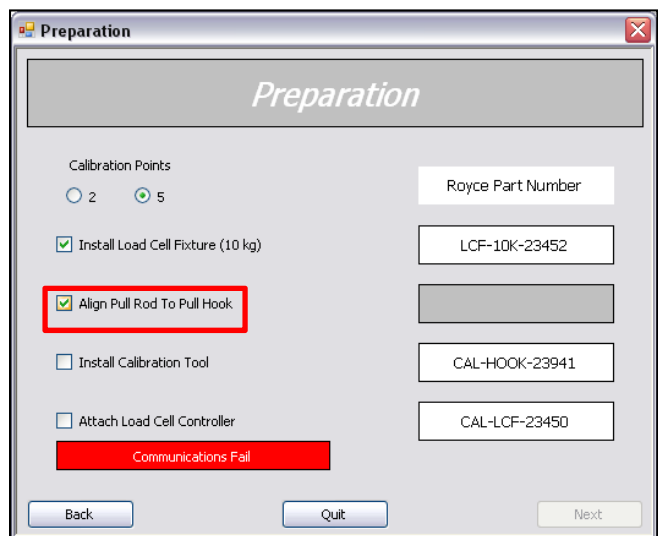 Preparation
Preparation
Calibration Points
2 5
Royce Part Number
Install Load Cell Fixture (10 kg)
LCF-10K-23452
Align Pull Rod To Pull Hook
Install Calibration Tool
CAL-HOOK-23941
Attach Load Cell Controller
CAL-LCF-23450
Communications Fail
Back Quit Next